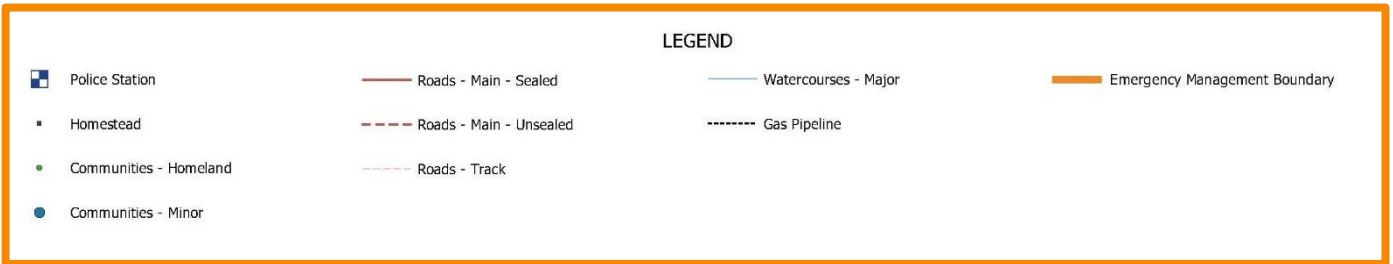 LEGEND
Police Station
Roads - Main - Sealed
Watercourses - Major
Emergency Management Boundary
Homestead
Roads - Main - Unsealed
Gas Pipeline
Communities - Homeland
Roads - Track
Communities - Minor